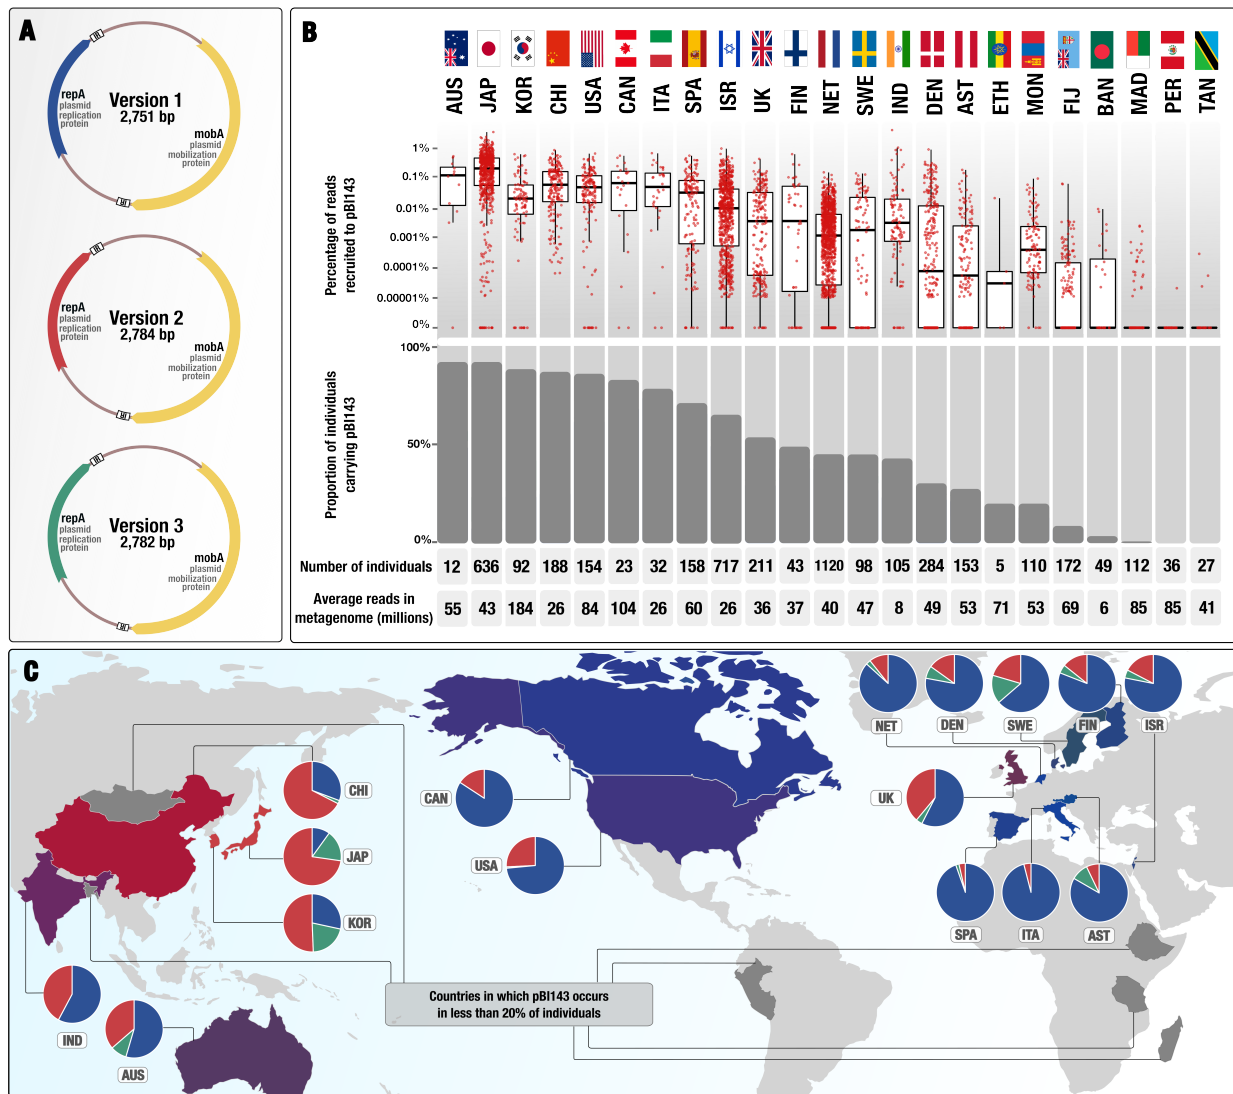 A
repA
plasmid
replication
protein
Version 1
2,751 bp
mobA
plasmid
mobilization
protein
IR
repA
plasmid
replication
protein
Version 2
2,784 bp
mobA
plasmid
mobilization
protein
IR
repA
plasmid
replication
protein
Version 3
2,782 bp
mobA
plasmid
mobilization
protein
IR
B
AUS JAP KOR CHI USA CAN ITA SPA ISR UK FIN NET SWE IND DEN AST ETH MON FIJ BAN MAD PER TAN
Percentage of reads
recruited to pBI143
1%
0.1%
0.01%
0.001%
0.0001%
0.00001%
0%
Proportion of individuals
carrying pBI143
100%
50%
0%
Number of individuals 12 636 92 188 154 23 32 158 717 211 43 1120 98 105 284 153 5 110 172 49 112 36 27
Average reads in
metagenome (millions) 55 43 184 26 84 104 26 60 26 36 37 40 47 8 49 53 71 53 69 6 85 85 41
C
NET DEN SWE FIN ISR
CHI
CAN
UK
JAP
USA
KOR
SPA ITA AST
Countries in which pBI143 occurs
in less than 20% of individuals
IND
AUS